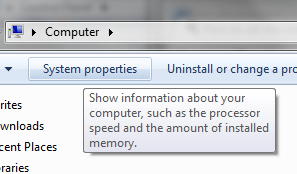 Computer
System properties Uninstall or change a pro
rites
Show information about your
computer, such as the processor
speed and the amount of installed
memory.
wnloads
cent Places
raries